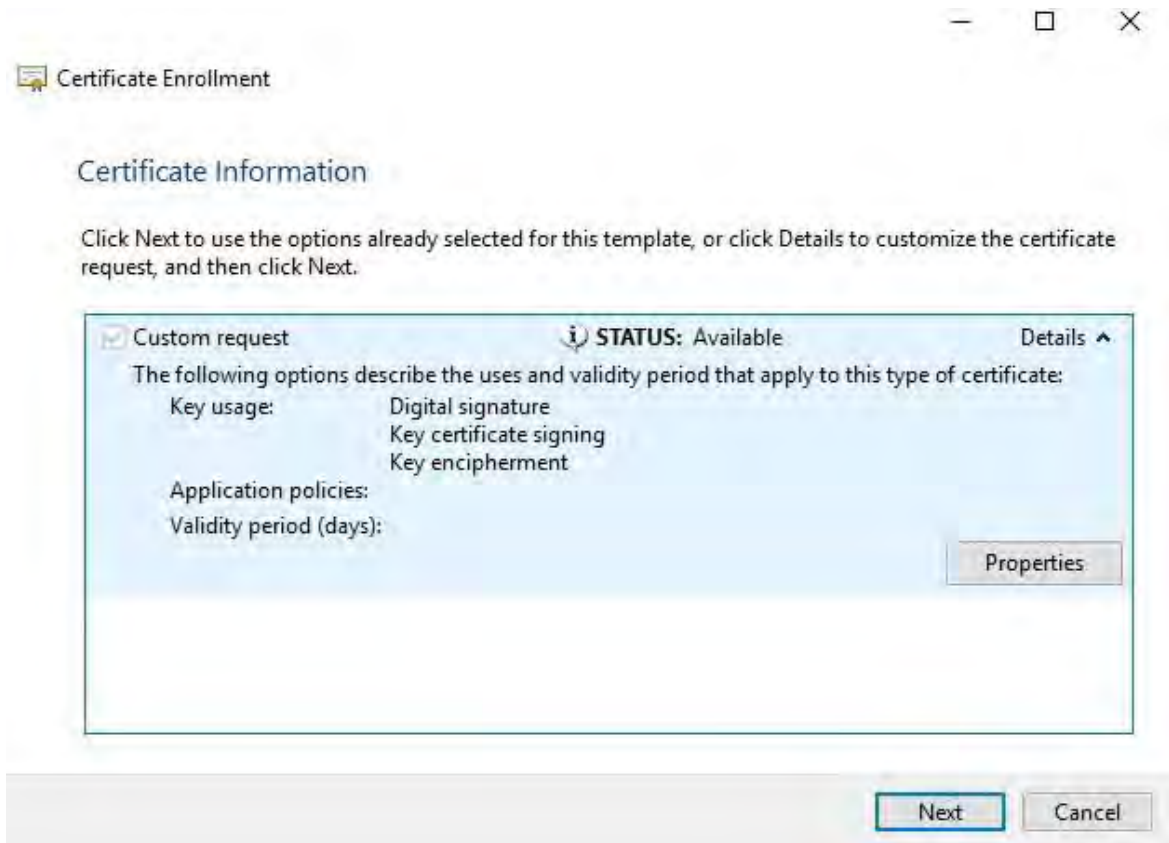 Certificate Enrollment
Certificate Information
Click Next to use the options already selected for this template, or click Details to customize the certificate
request, and then click Next.
Custom request STATUS: Available Details
The following options describe the uses and validity period that apply to this type of certificate:
Key usage: Digital signature
Key certificate signing
Key encipherment
Application policies:
Validity period (days):
Properties
Next Cancel